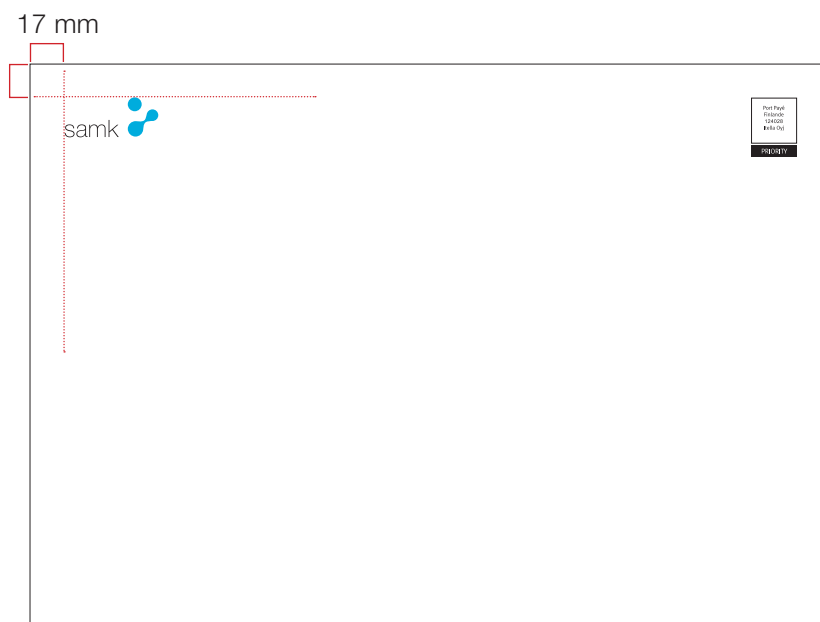 17 mm
samk
Port Payé
Finlande
124028
Itella Oyj
PRIORITY